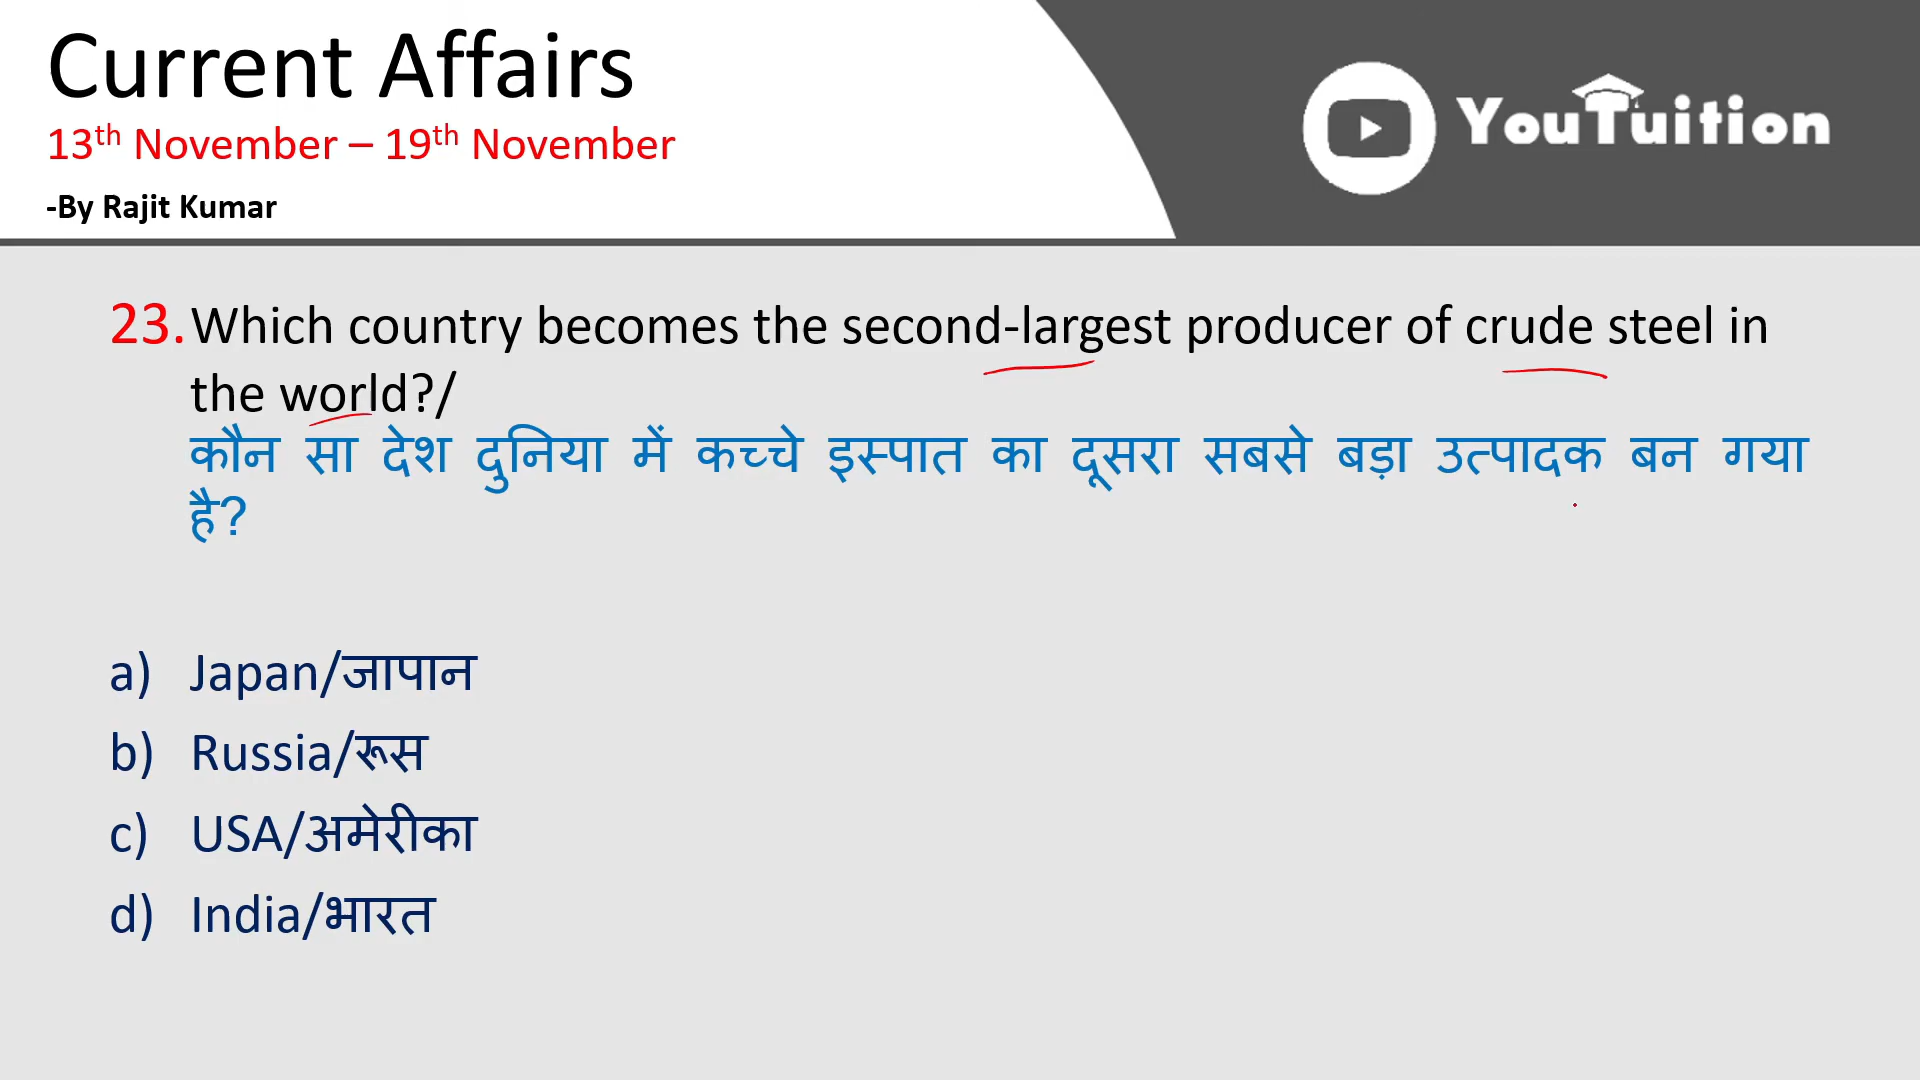 Current Affairs
13th November – 19th November
-By Rajit Kumar
YouTuition
23. Which country becomes the second-largest producer of crude steel in
the world?/
कौन सा देश दुनिया में कच्चे इस्पात का दूसरा सबसे बड़ा उत्पादक बन गया
है?
a) Japan/जापान
b) Russia/रूस
c) USA/अमेरीका
d) India/भारत